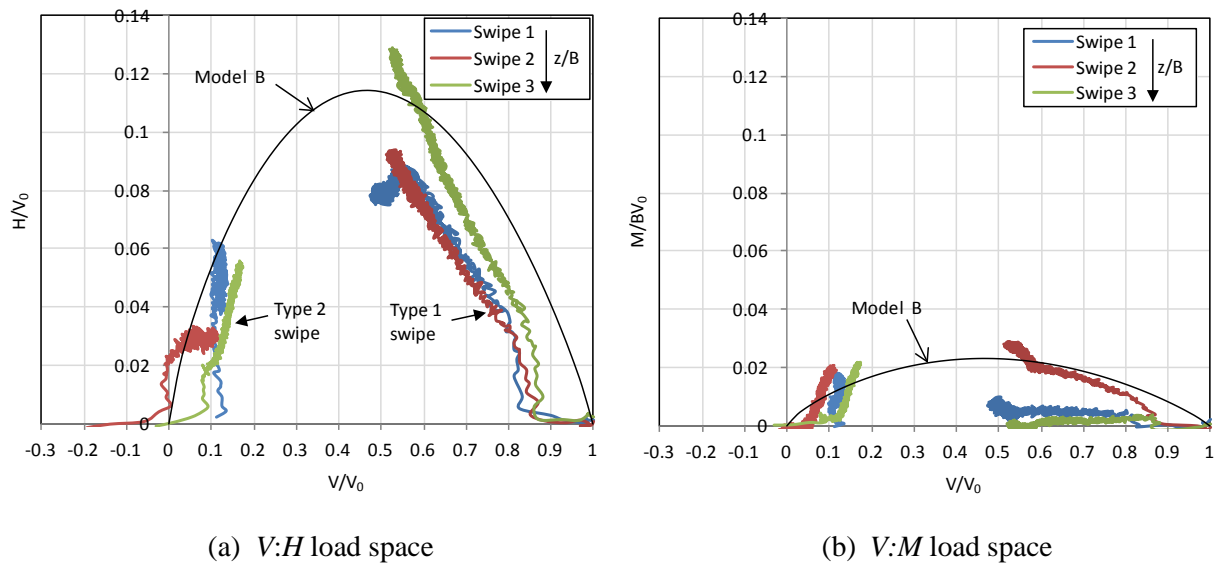 0.14
0.12
0.1
0.08
0.06
0.04
0.02
0
H/V0
-0.3 -0.2 -0.1 0 0.1 0.2 0.3 0.4 0.5 0.6 0.7 0.8 0.9 1
V/V0
Swipe 1
Swipe 2
Swipe 3
z/B
Model B
Type 2
swipe
Type 1
swipe
(a) V:H load space
0.14
0.12
0.1
0.08
0.06
0.04
0.02
0
M/BV0
-0.3 -0.2 -0.1 0 0.1 0.2 0.3 0.4 0.5 0.6 0.7 0.8 0.9 1
V/V0
Swipe 1
Swipe 2
Swipe 3
z/B
Model B
(b) V:M load space